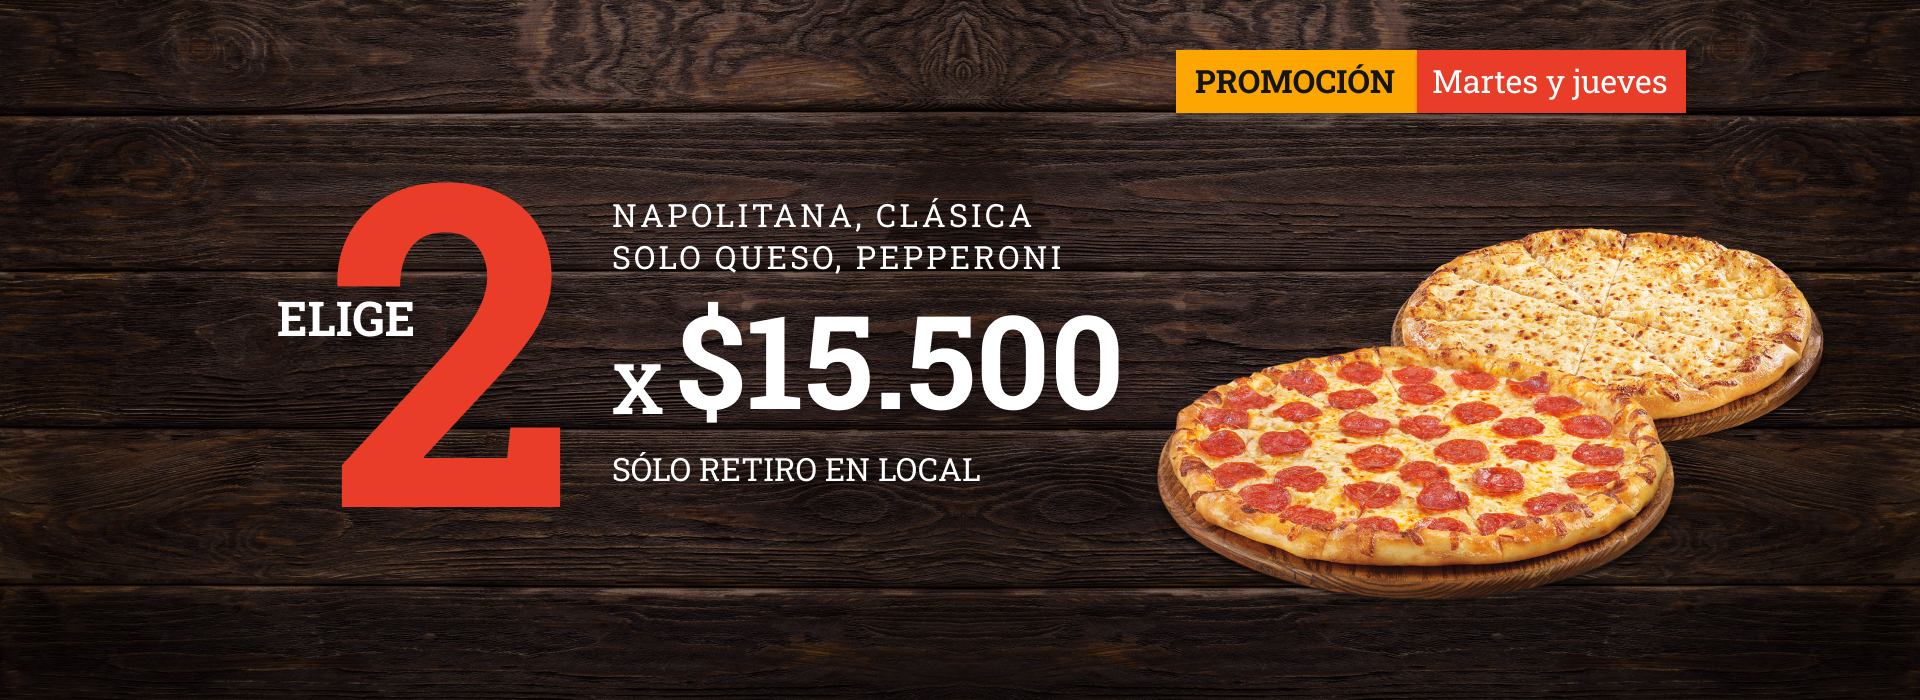 PROMOCIÓN Martes y jueves
ELIGE 2
NAPOLITANA, CLÁSICA
SOLO QUESO, PEPPERONI
x $15.500
SÓLO RETIRO EN LOCAL